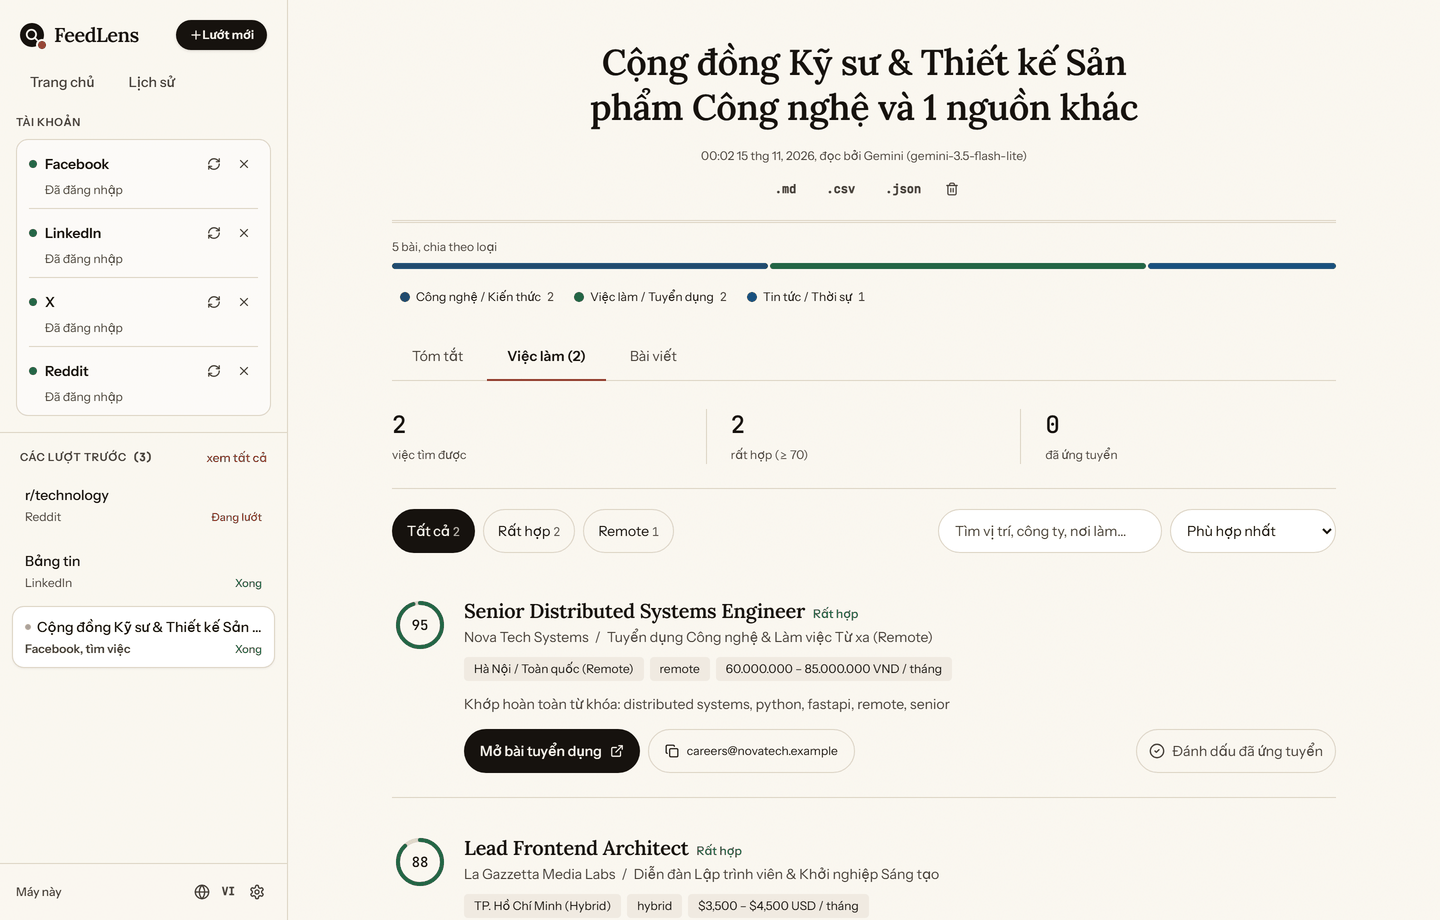 FeedLens
+Lướt mới
Trang chủ
Lịch sử
TÀI KHOẢN
Facebook
Đã đăng nhập
LinkedIn
Đã đăng nhập
X
Đã đăng nhập
Reddit
Đã đăng nhập
CÁC LƯỢT TRƯỚC (3)
xem tất cả
r/technology
Reddit
Đang lướt
Bảng tin
LinkedIn
Xong
Cộng đồng Kỹ sư & Thiết kế Sản ...
Facebook, tìm việc
Xong
Máy này
VI
Cộng đồng Kỹ sư & Thiết kế Sản
phẩm Công nghệ và 1 nguồn khác
00:02 15 thg 11, 2026, đọc bởi Gemini (gemini-3.5-flash-lite)
.md .csv .json
5 bài, chia theo loại
Công nghệ / Kiến thức 2
Việc làm / Tuyển dụng 2
Tin tức / Thời sự 1
Tóm tắt
Việc làm (2)
Bài viết
2
việc tìm được
2
rất hợp (≥ 70)
0
đã ứng tuyển
Tất cả 2
Rất hợp 2
Remote 1
Tìm vị trí, công ty, nơi làm...
Phù hợp nhất
95
Senior Distributed Systems Engineer Rất hợp
Nova Tech Systems / Tuyển dụng Công nghệ & Làm việc Từ xa (Remote)
Hà Nội / Toàn quốc (Remote)
remote
60.000.000 – 85.000.000 VND / tháng
Khớp hoàn toàn từ khóa: distributed systems, python, fastapi, remote, senior
Mở bài tuyển dụng
careers@novatech.example
Đánh dấu đã ứng tuyển
88
Lead Frontend Architect Rất hợp
La Gazzetta Media Labs / Diễn đàn Lập trình viên & Khởi nghiệp Sáng tạo
TP. Hồ Chí Minh (Hybrid)
hybrid
$3,500 – $4,500 USD / tháng